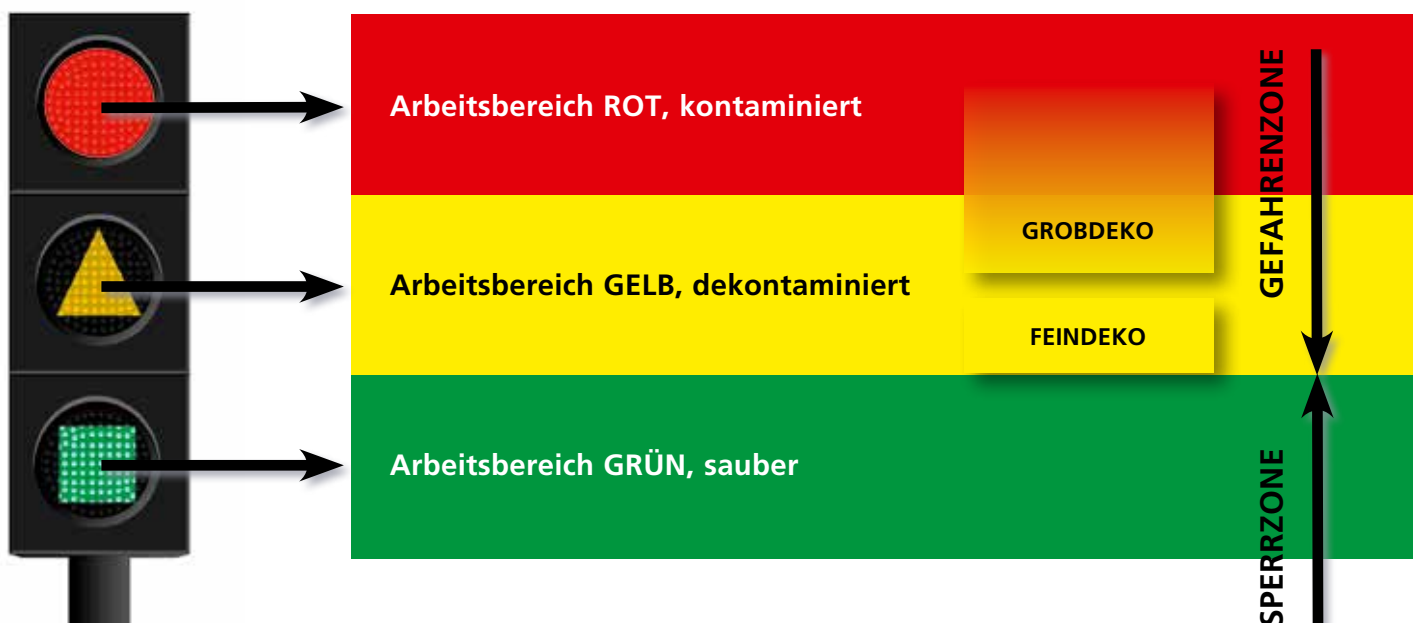 Arbeitsbereich ROT, kontaminiert
GROBDEKO
GEFAHRENZONE
Arbeitsbereich GELB, dekontaminiert
FEINDEKO
Arbeitsbereich GRÜN, sauber
SPERRZONE